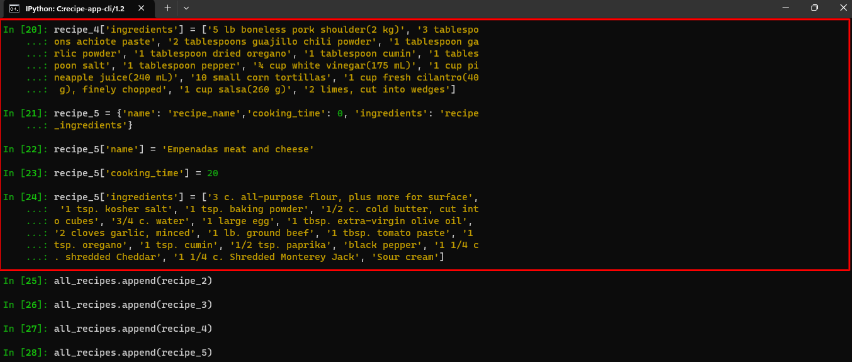 IPython: C:recipe-app-cli/1.2
In [20]: recipe_4['ingredients'] = ['5 lb boneless pork shoulder(2 kg)', '3 tablespo
    ...: ons achiote paste', '2 tablespoons guajillo chili powder', '1 tablespoon ga
    ...: rlic powder', '1 tablespoon dried oregano', '1 tablespoon cumin', '1 tables
    ...: poon salt', '1 tablespoon pepper', '¾ cup white vinegar(175 mL)', '1 cup pi
    ...: neapple juice(240 mL)', '10 small corn tortillas', '1 cup fresh cilantro(40
    ...:  g), finely chopped', '1 cup salsa(260 g)', '2 limes, cut into wedges']
In [21]: recipe_5 = {'name': 'recipe_name','cooking_time': 0, 'ingredients': 'recipe
    ...: _ingredients'}
In [22]: recipe_5['name'] = 'Empenadas meat and cheese'
In [23]: recipe_5['cooking_time'] = 20
In [24]: recipe_5['ingredients'] = ['3 c. all-purpose flour, plus more for surface',
    ...:  '1 tsp. kosher salt', '1 tsp. baking powder', '1/2 c. cold butter, cut int
    ...: o cubes', '3/4 c. water', '1 large egg', '1 tbsp. extra-virgin olive oil',
    ...: '2 cloves garlic, minced', '1 lb. ground beef', '1 tbsp. tomato paste', '1
    ...: tsp. oregano', '1 tsp. cumin', '1/2 tsp. paprika', 'black pepper', '1 1/4 c
    ...: . shredded Cheddar', '1 1/4 c. Shredded Monterey Jack', 'Sour cream']
In [25]: all_recipes.append(recipe_2)
In [26]: all_recipes.append(recipe_3)
In [27]: all_recipes.append(recipe_4)
In [28]: all_recipes.append(recipe_5)